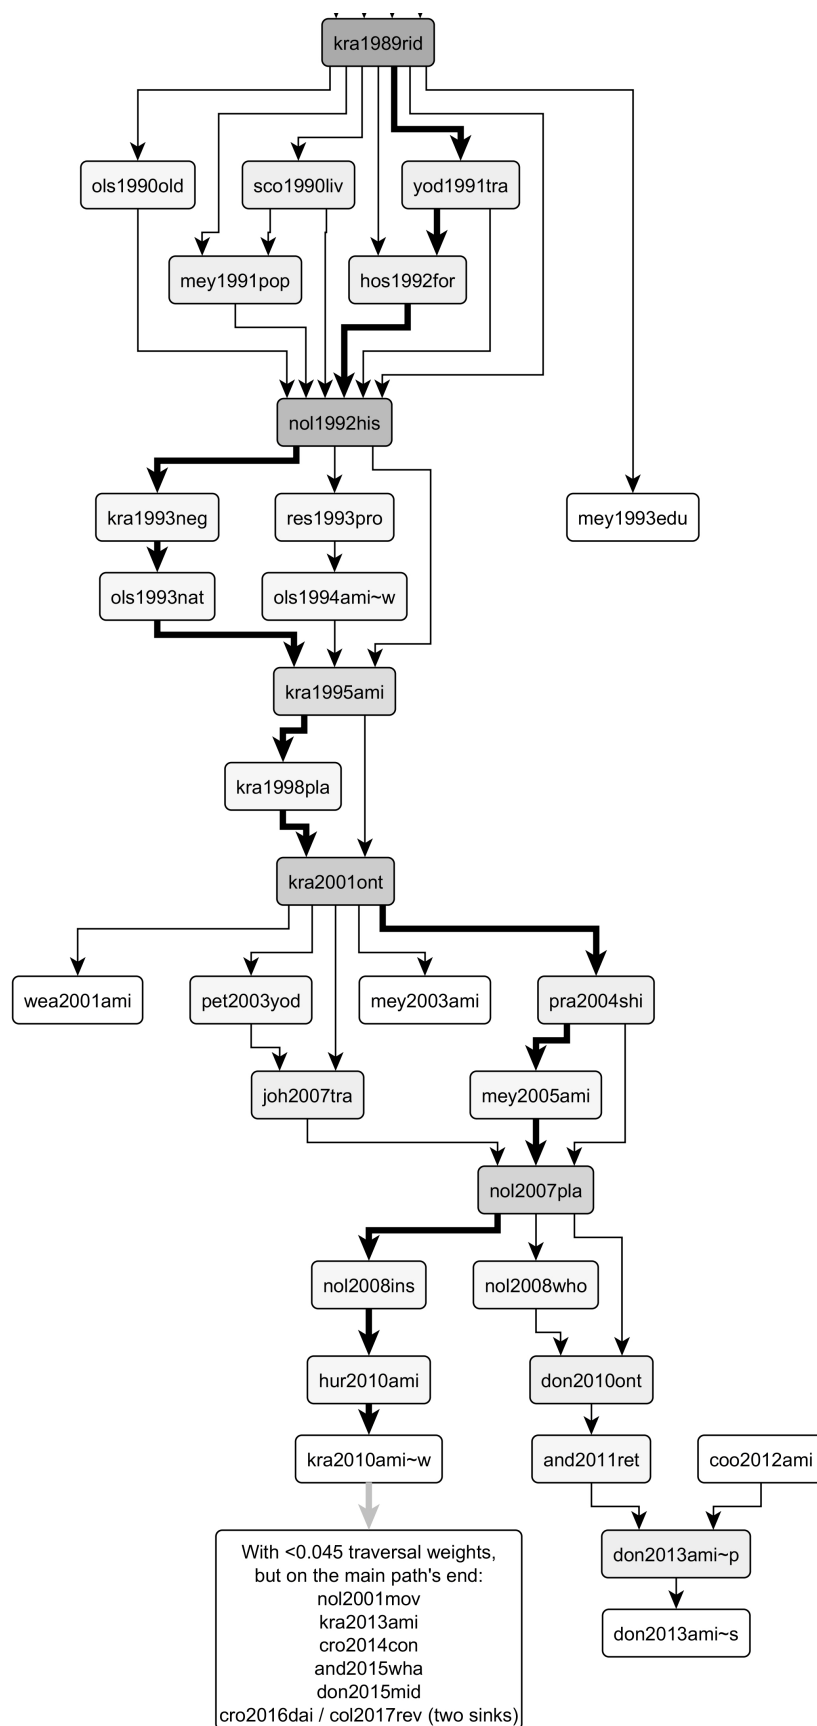 kra1989rid
ols1990old
sco1990liv
yod1991tra
mey1991pop
hos1992for
nol1992his
kra1993neg
res1993pro
mey1993edu
ols1993nat
ols1994ami~w
kra1995ami
kra1998pla
kra2001ont
wea2001ami
pet2003yod
mey2003ami
pra2004shi
joh2007tra
mey2005ami
nol2007pla
nol2008ins
nol2008who
hur2010ami
don2010ont
kra2010ami~w
and2011ret
coo2012ami
With <0.045 traversal weights,
but on the main path's end:
nol2001mov
kra2013ami
cro2014con
and2015wha
don2015mid
cro2016dai / col2017rev (two sinks)
don2013ami~p
don2013ami~s